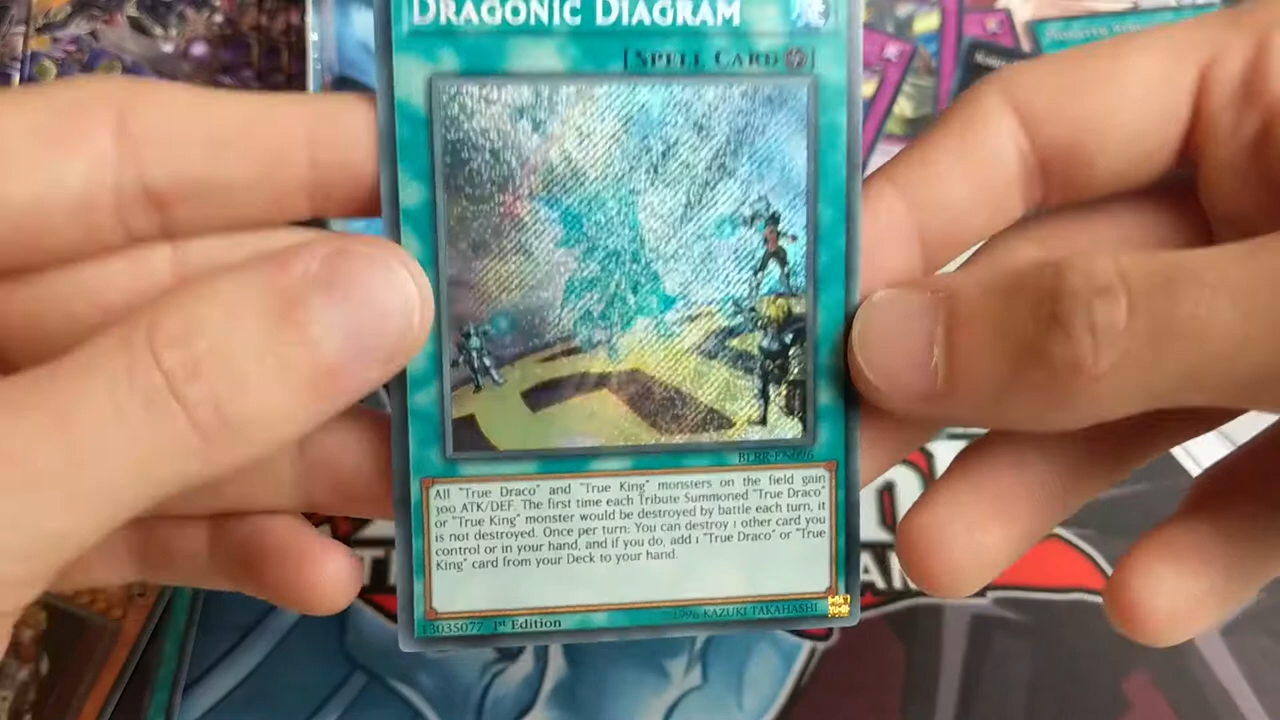 DRAGONIC DIAGRAM
[SPELL CARD]
BLRR-EN096
All "True Draco" and "True King" monsters on the field gain
300 ATK/DEF. The first time each Tribute Summoned "True Draco"
or "True King" monster would be destroyed by battle each turn, it
is not destroyed. Once per turn: You can destroy 1 other card you
control or in your hand, and if you do, add 1 "True Draco" or "True
King" card from your Deck to your hand.
13035077 1st Edition
1996 KAZUKI TAKAHASHI